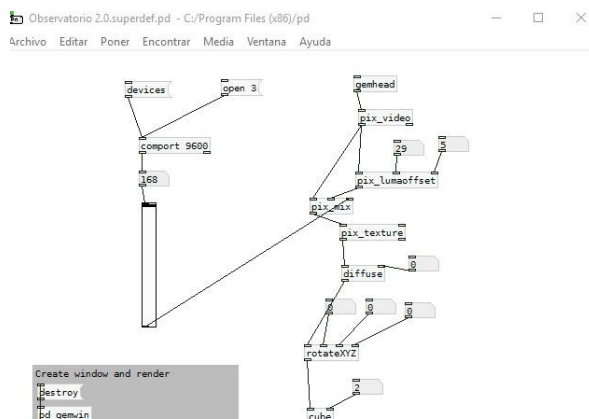 Observatorio 2.0.superdef.pd - C:/Program Files (x86)/pd
Archivo Editar Poner Encontrar Media Ventana Ayuda
devices
open 3
gemhead
pix_video
comport 9600
29
5
168
pix_lumaoffset
pix_mix
pix_texture
0
diffuse
0
0
0
rotateXYZ
Create window and render
destroy
2
pd gemwin
cube